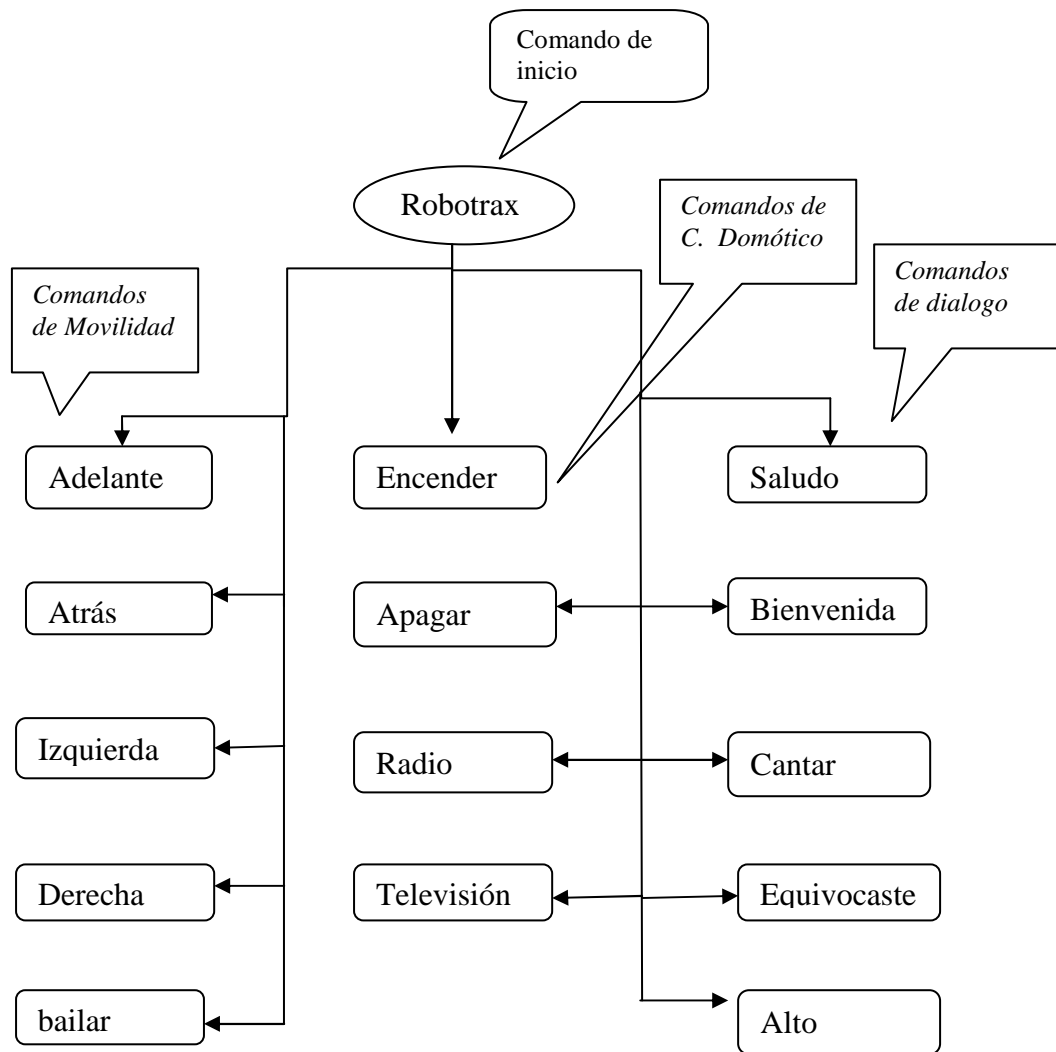 Comando de
inicio
Robotrax
Comandos de
C. Domótico
Comandos
de dialogo
Comandos
de Movilidad
Adelante
Encender
Saludo
Atrás
Apagar
Bienvenida
Izquierda
Radio
Cantar
Derecha
Televisión
Equivocaste
bailar
Alto